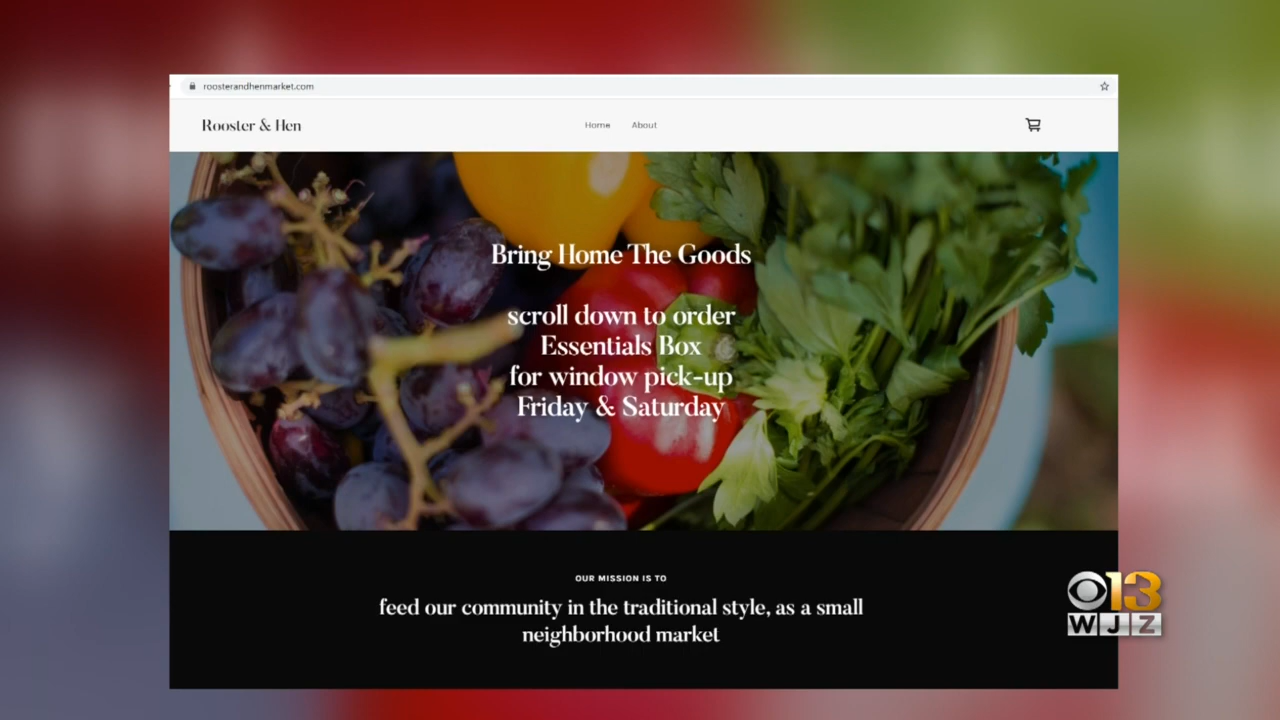 roosterandhenmarket.com
Rooster & Hen
Home
About
Bring Home The Goods
scroll down to order
Essentials Box
for window pick-up
Friday & Saturday
OUR MISSION IS TO
feed our community in the traditional style, as a small
neighborhood market
13
WJZ